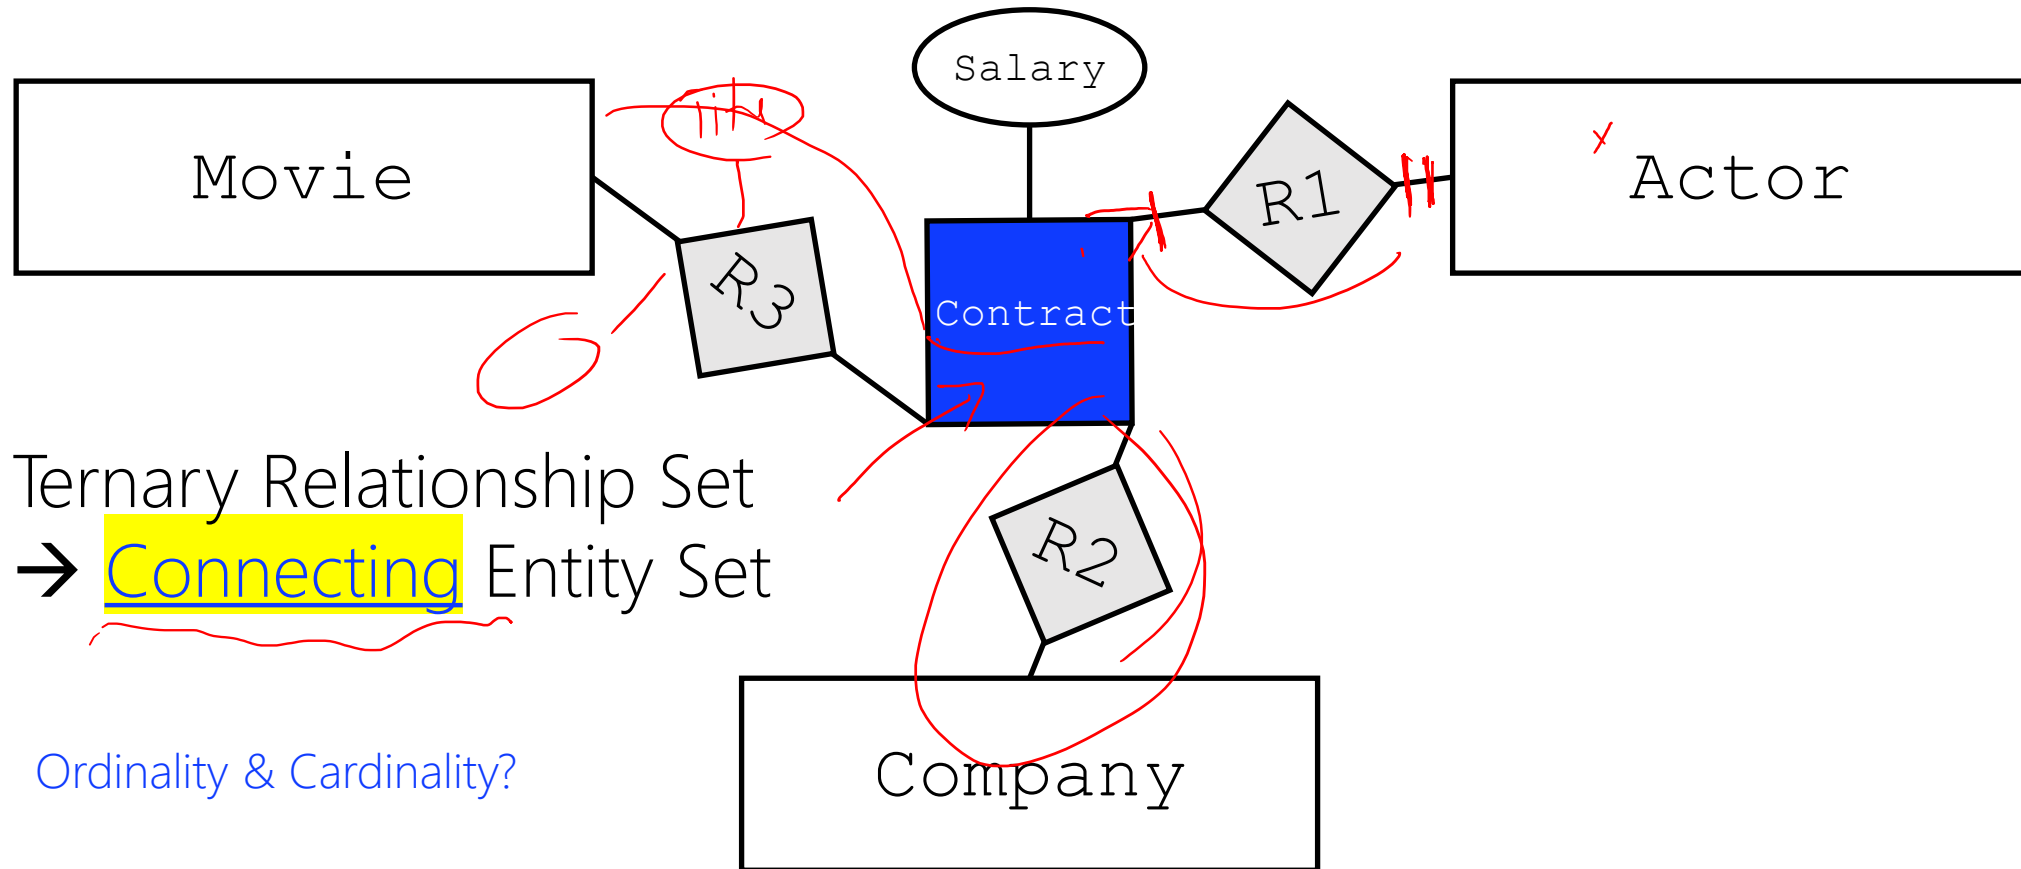 Salary
Movie
Actor
R1
R3
Contract
Ternary Relationship Set
→ Connecting Entity Set
R2
Ordinality & Cardinality?
Company